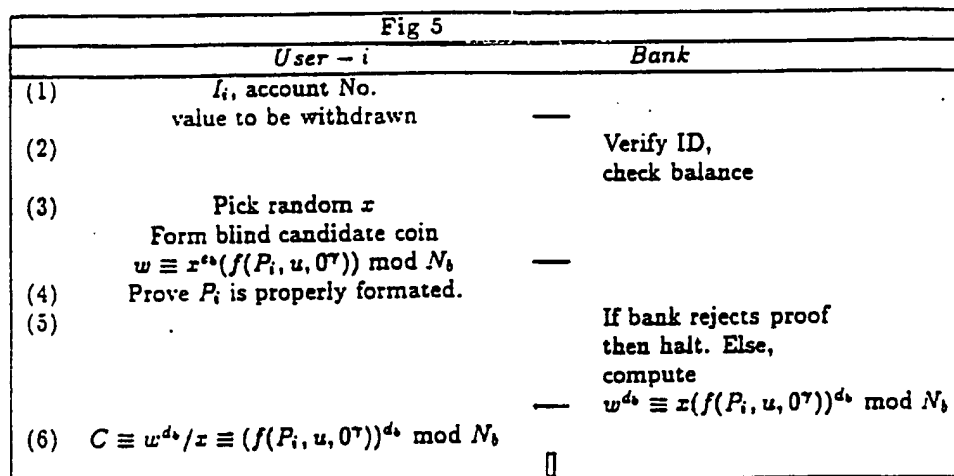 Fig 5
User – i Bank
(1) I_i, account No.
value to be withdrawn —
(2) Verify ID,
check balance
(3) Pick random x
Form blind candidate coin
w ≡ x^{e_b}(f(P_i, u, 0^γ)) mod N_b —
(4) Prove P_i is properly formated.
(5) If bank rejects proof
then halt. Else,
compute
— w^{d_b} ≡ x(f(P_i, u, 0^γ))^{d_b} mod N_b
(6) C ≡ w^{d_b}/x ≡ (f(P_i, u, 0^γ))^{d_b} mod N_b